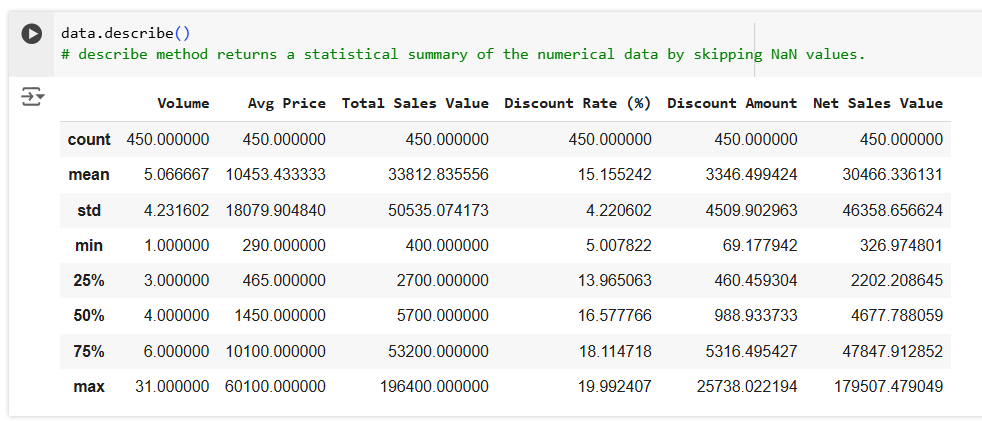 data.describe()
# describe method returns a statistical summary of the numerical data by skipping NaN values.
Volume Avg Price Total Sales Value Discount Rate (%) Discount Amount Net Sales Value
count 450.000000 450.000000 450.000000 450.000000 450.000000 450.000000
mean 5.066667 10453.433333 33812.835556 15.155242 3346.499424 30466.336131
std 4.231602 18079.904840 50535.074173 4.220602 4509.902963 46358.656624
min 1.000000 290.000000 400.000000 5.007822 69.177942 326.974801
25% 3.000000 465.000000 2700.000000 13.965063 460.459304 2202.208645
50% 4.000000 1450.000000 5700.000000 16.577766 988.933733 4677.788059
75% 6.000000 10100.000000 53200.000000 18.114718 5316.495427 47847.912852
max 31.000000 60100.000000 196400.000000 19.992407 25738.022194 179507.479049